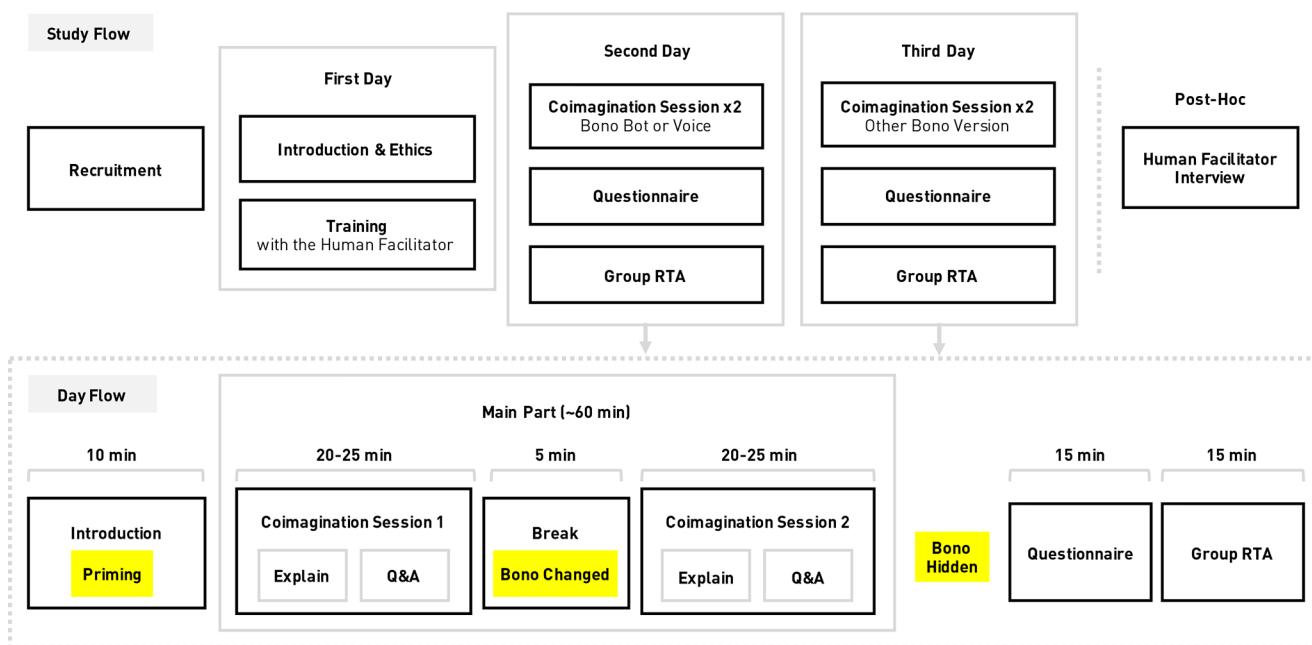 Study Flow
First Day
Introduction & Ethics
Training
with the Human Facilitator
Recruitment
Second Day
Coimagination Session x2
Bono Bot or Voice
Questionnaire
Group RTA
Third Day
Coimagination Session x2
Other Bono Version
Questionnaire
Group RTA
Post-Hoc
Human Facilitator
Interview
Day Flow
Main Part (~60 min)
10 min
20-25 min
5 min
20-25 min
15 min
15 min
Introduction
Priming
Coimagination Session 1
Explain
Q&A
Break
Bono Changed
Coimagination Session 2
Explain
Q&A
Bono
Hidden
Questionnaire
Group RTA